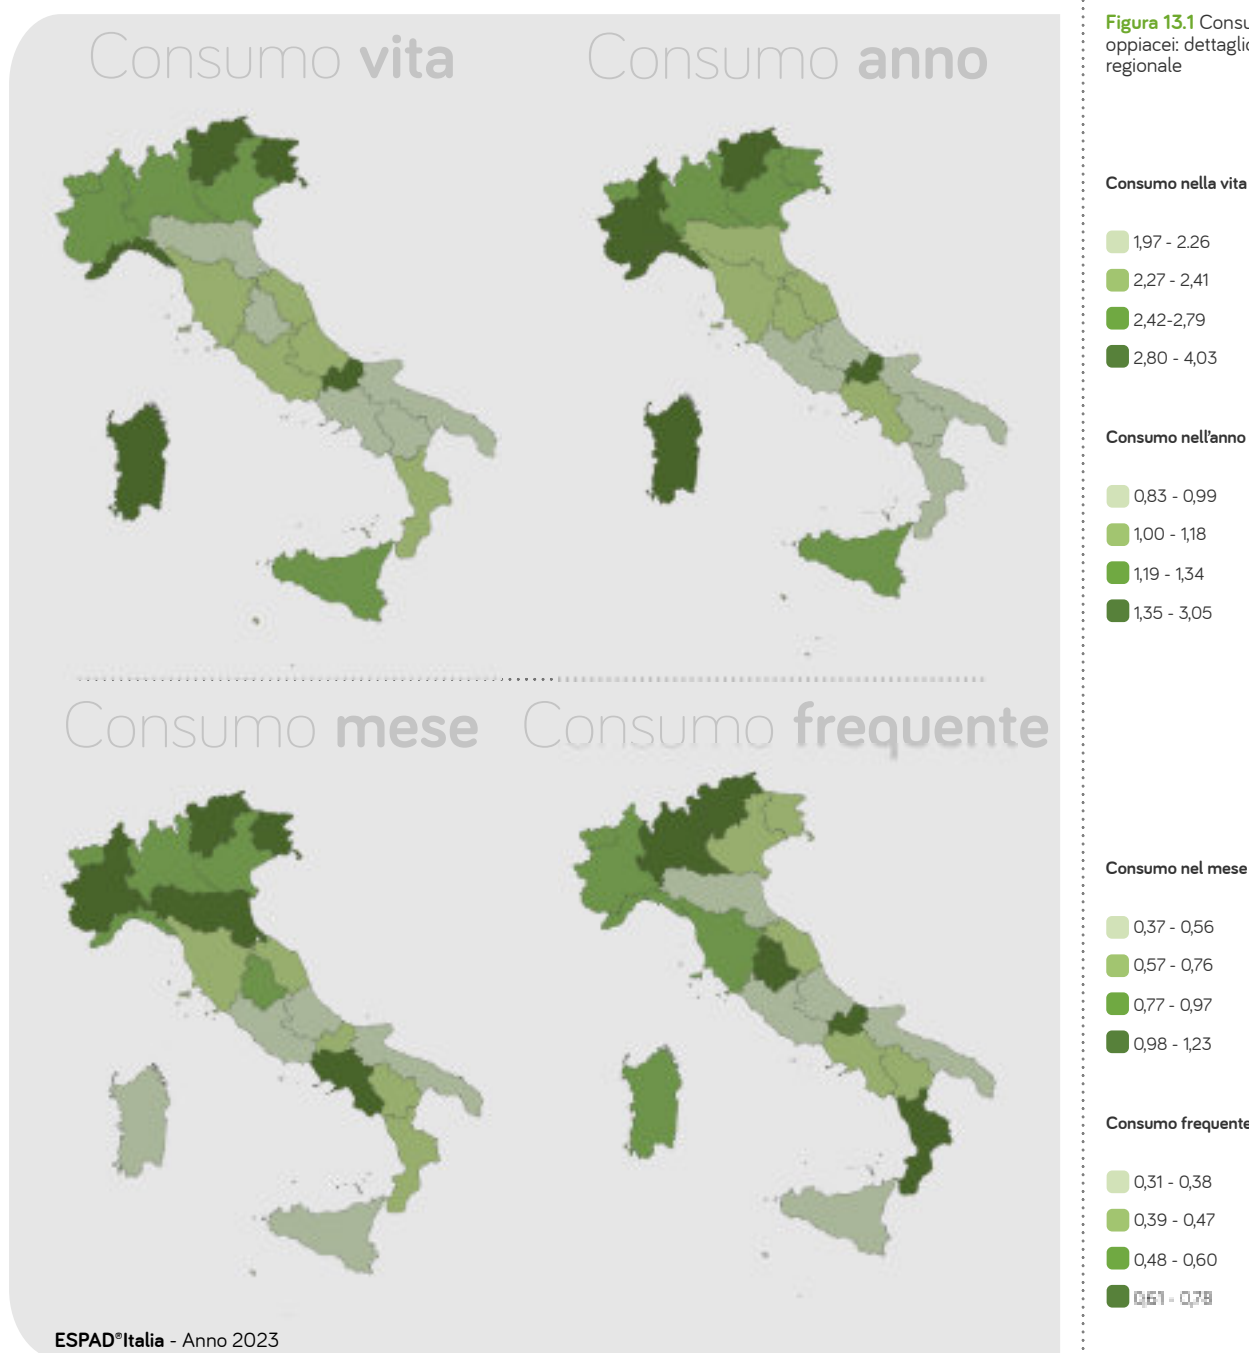 Consumo vita
Consumo anno
Consumo mese
Consumo frequente
ESPAD®Italia - Anno 2023
Figura 13.1
oppiacei:
regionale
Consumo nella vita
1,97 - 2.26
2,27 - 2,41
2,42-2,79
2,80 - 4,03
Consumo nell'anno
0,83 - 0,99
1,00 - 1,18
1,19 - 1,34
1,35 - 3,05
Consumo nel mese
0,37 - 0,56
0,57 - 0,76
0,77 - 0,97
0,98 - 1,23
Consumo frequente
0,31 - 0,38
0,39 - 0,47
0,48 - 0,60
0,61 - 0,78